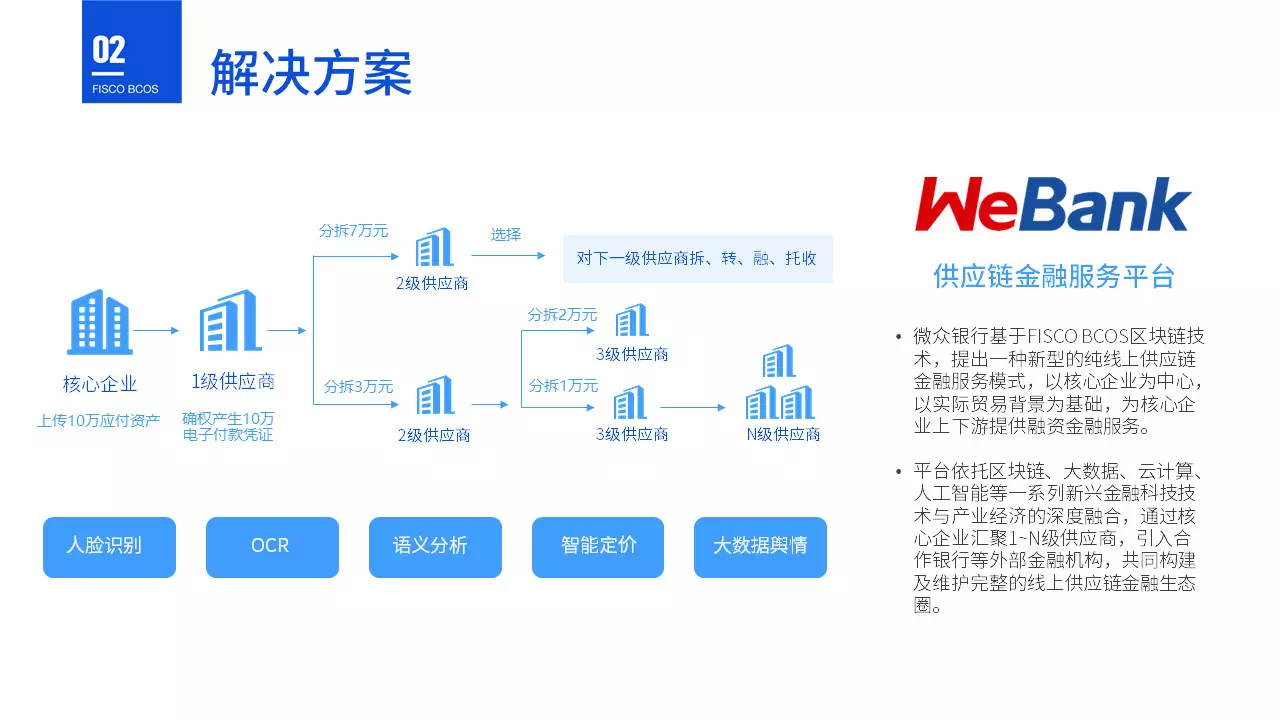 02
FISCO BCOS
解决方案
分拆7万元
选择
2级供应商
对下一级供应商拆、转、融、托收
核心企业
上传10万应付资产
1级供应商
确权产生10万
电子付款凭证
分拆3万元
2级供应商
分拆2万元
3级供应商
分拆1万元
3级供应商
N级供应商
人脸识别
OCR
语义分析
智能定价
大数据舆情
WeBank
供应链金融服务平台
• 微众银行基于FISCO BCOS区块链技
术，提出一种新型的纯线上供应链
金融服务模式，以核心企业为中心，
以实际贸易背景为基础，为核心企
业上下游提供融资金融服务。
• 平台依托区块链、大数据、云计算、
人工智能等一系列新兴金融科技技
术与产业经济的深度融合，通过核
心企业汇聚1~N级供应商，引入合
作银行等外部金融机构，共同构建
及维护完整的线上供应链金融生态
圈。